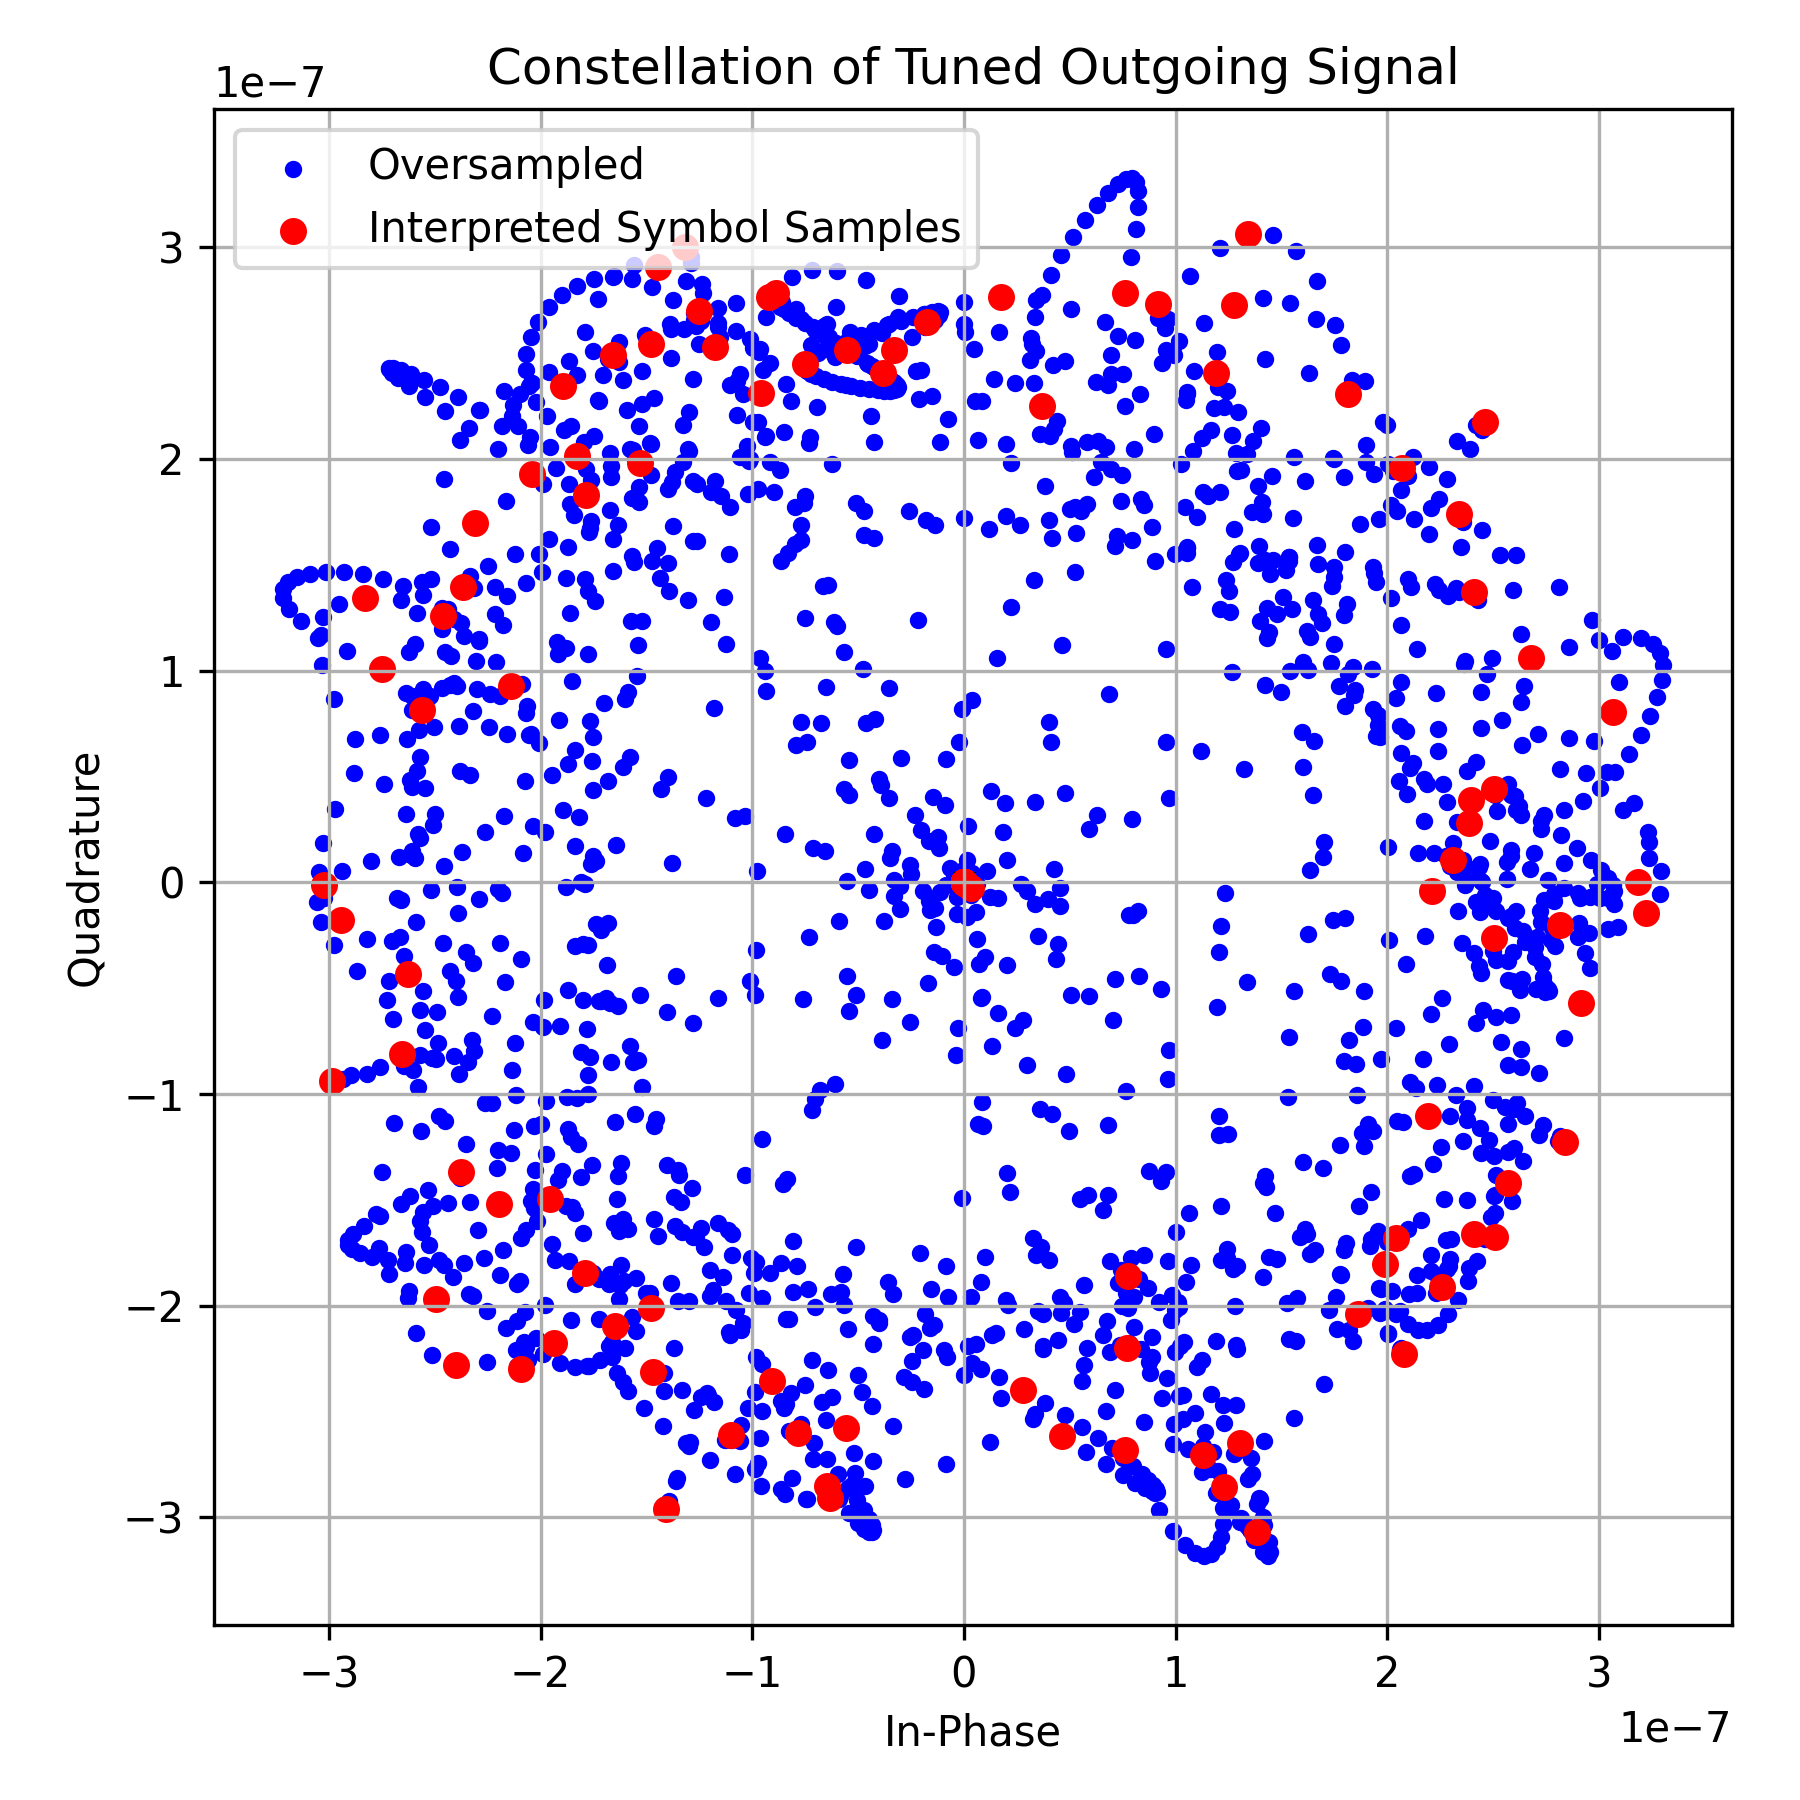 Constellation of Tuned Outgoing Signal
1e−7
Oversampled
Interpreted Symbol Samples
3
2
1
0
−1
−2
−3
Quadrature
−3 −2 −1 0 1 2 3
In-Phase
1e−7